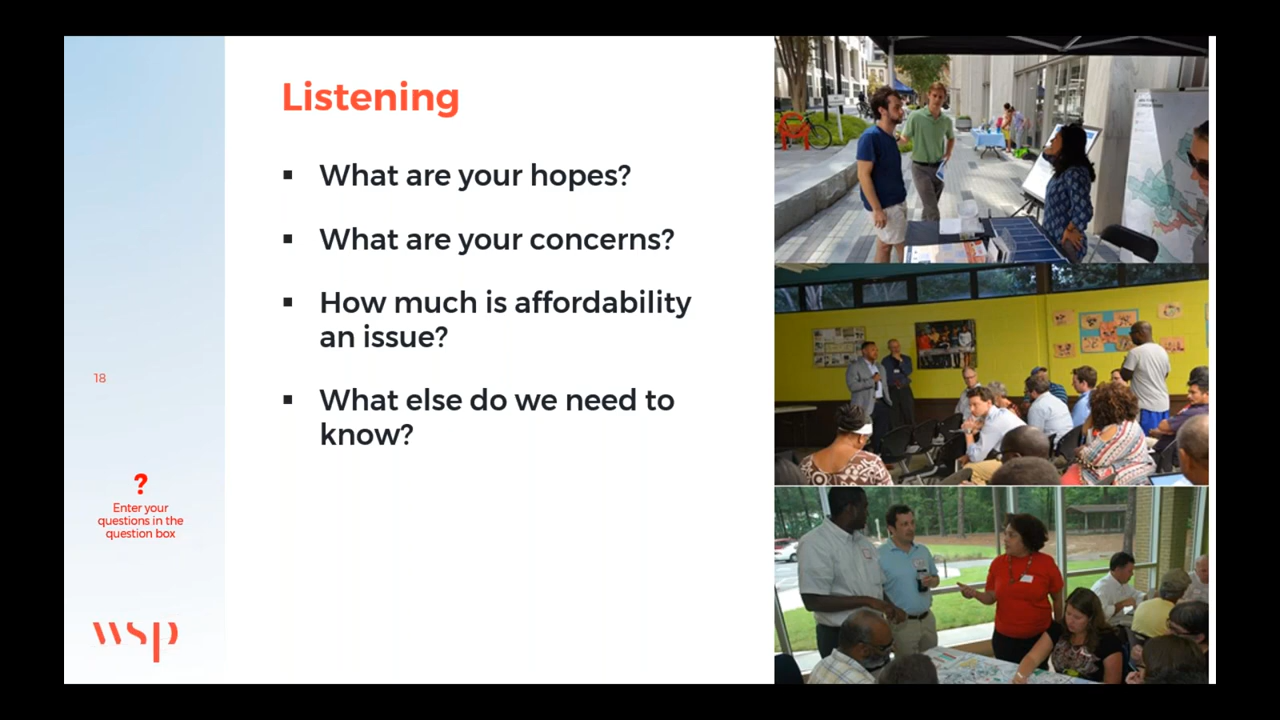 Listening
▪ What are your hopes?
▪ What are your concerns?
▪ How much is affordability
an issue?
▪ What else do we need to
know?
18
?
Enter your
questions in the
question box
wsp